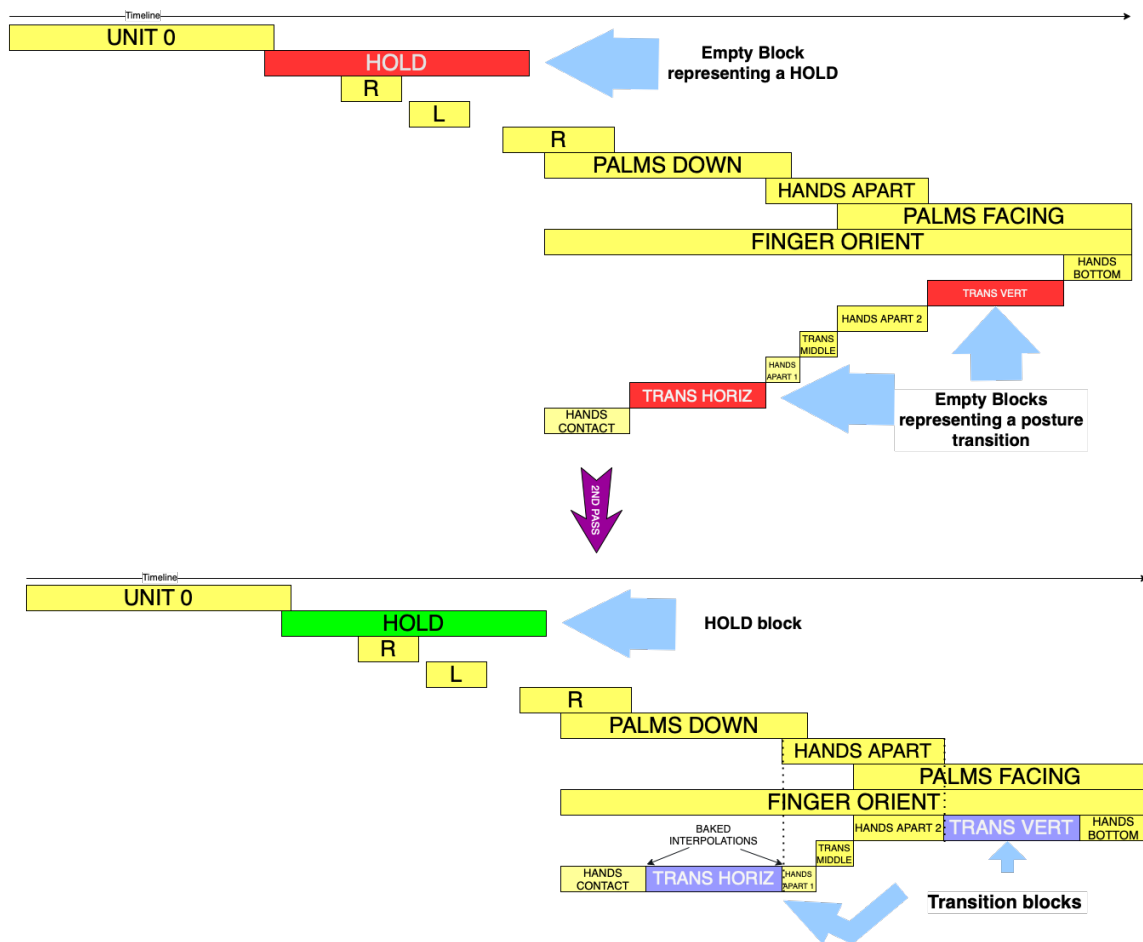 Timeline
UNIT 0
HOLD
Empty Block
representing a HOLD
R
L
R
PALMS DOWN
HANDS APART
PALMS FACING
FINGER ORIENT
HANDS
BOTTOM
TRANS VERT
HANDS APART 2
TRANS
MIDDLE
HANDS
APART 1
TRANS HORIZ
HANDS
CONTACT
Empty Blocks
representing a posture
transition
2ND PASS
Timeline
UNIT 0
HOLD
HOLD block
R
L
R
PALMS DOWN
HANDS APART
PALMS FACING
FINGER ORIENT
HANDS APART 2
TRANS VERT
HANDS
BOTTOM
BAKED
INTERPOLATIONS
TRANS
MIDDLE
HANDS
CONTACT
TRANS HORIZ
HANDS
APART 1
Transition blocks